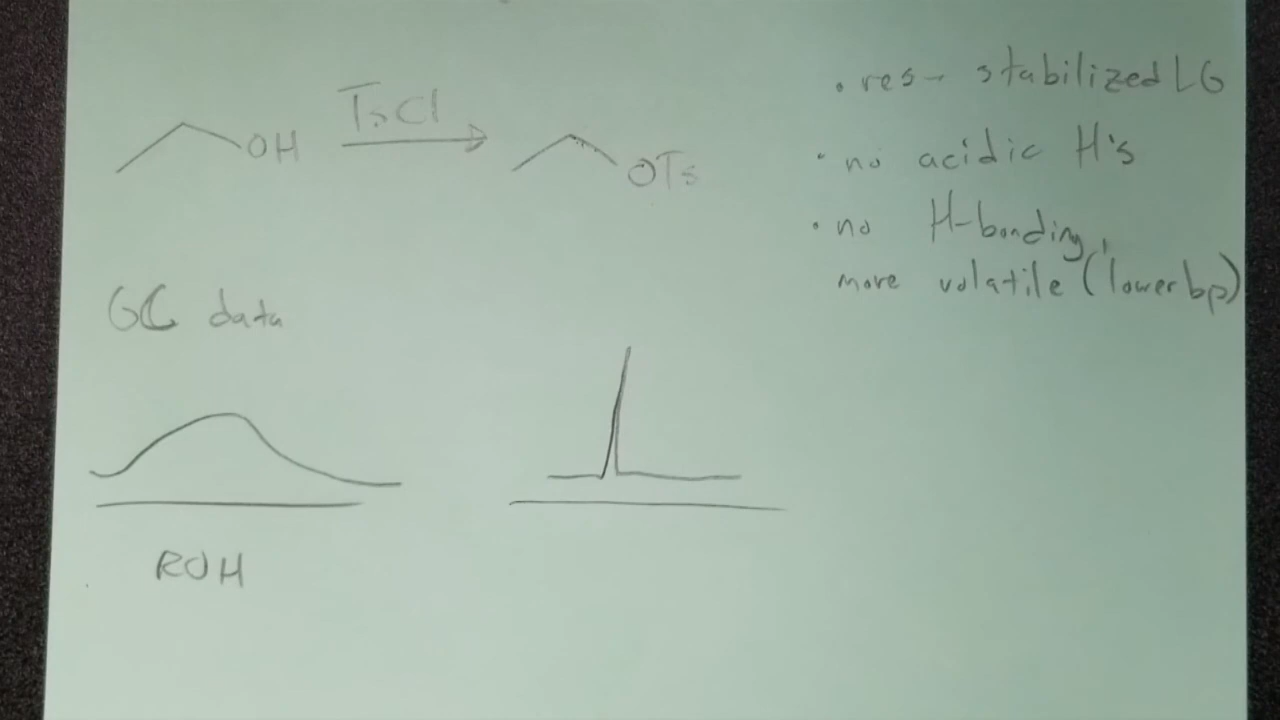 TsCl
OH
OTs
• res- stabilized LG
• no acidic H's
• no H-bonding,
more volatile (lower bp)
GC data
ROH